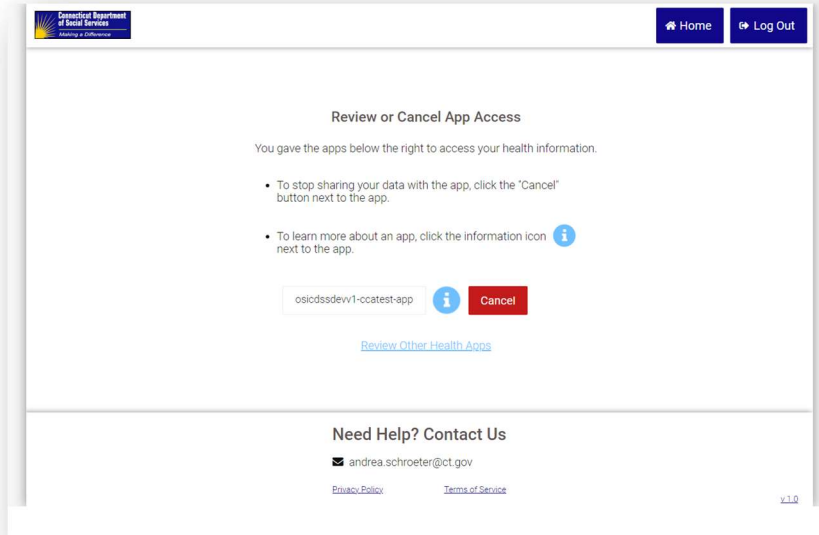 Connecticut Department
of Social Services
Making a Difference
Home
Log Out
Review or Cancel App Access
You gave the apps below the right to access your health information.
To stop sharing your data with the app, click the "Cancel"
button next to the app.
To learn more about an app, click the information icon
next to the app.
osicdssdevv1-ccatest-app
Cancel
Review Other Health Apps
Need Help? Contact Us
andrea.schroeter@ct.gov
Privacy Policy
Terms of Service
v 1.0